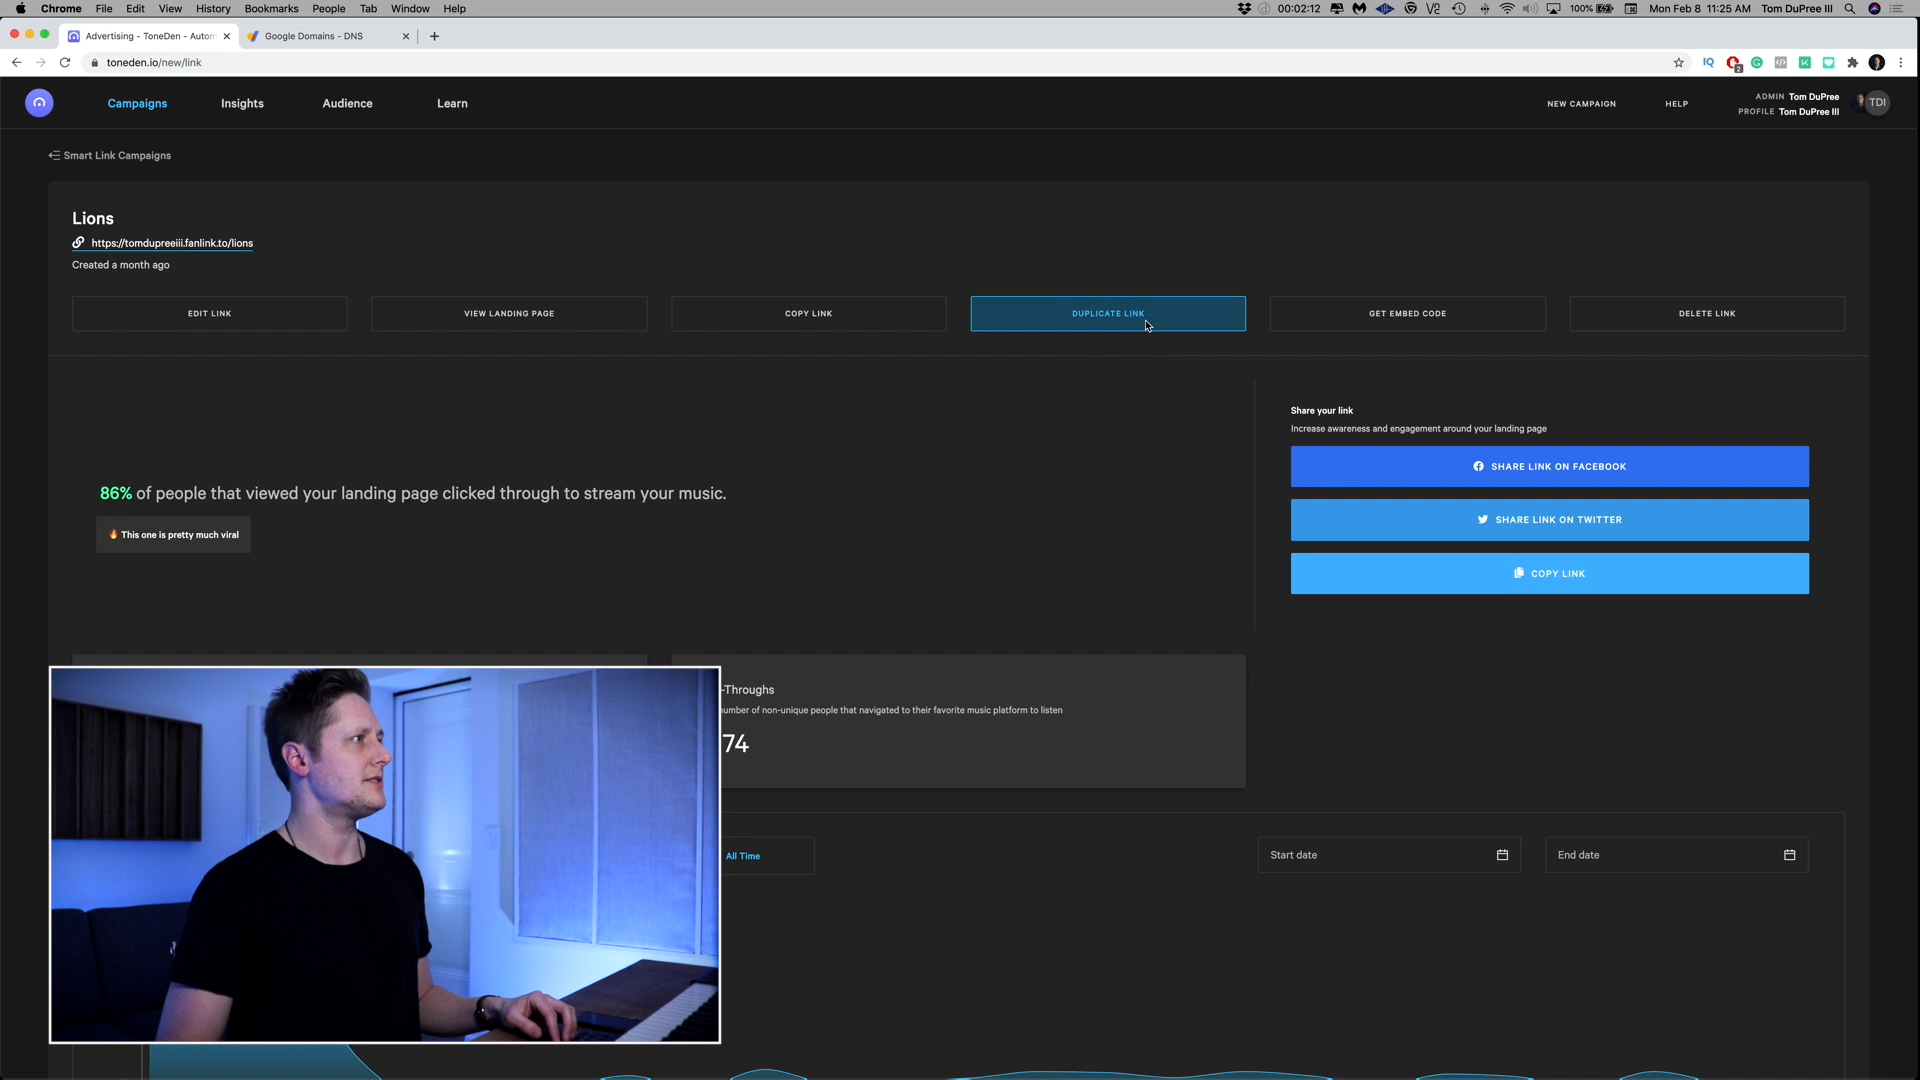 Chrome File Edit View History Bookmarks People Tab Window Help 00:02:12 100% Mon Feb 8 11:25 AM Tom DuPree III
Advertising - ToneDen - Autom Google Domains - DNS
toneden.io/new/link
Campaigns Insights Audience Learn NEW CAMPAIGN HELP ADMIN Tom DuPree TDI
PROFILE Tom DuPree III
Smart Link Campaigns
Lions
https://tomdupreeiii.fanlink.to/lions
Created a month ago
EDIT LINK VIEW LANDING PAGE COPY LINK DUPLICATE LINK GET EMBED CODE DELETE LINK
Share your link
Increase awareness and engagement around your landing page
SHARE LINK ON FACEBOOK
86% of people that viewed your landing page clicked through to stream your music.
SHARE LINK ON TWITTER
🔥 This one is pretty much viral
COPY LINK
-Throughs
number of non-unique people that navigated to their favorite music platform to listen
74
All Time Start date End date